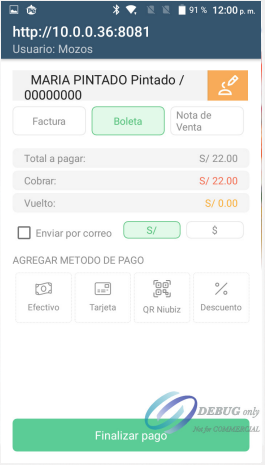 91 % 12:00 p. m.
http://10.0.0.36:8081
Usuario: Mozos
MARIA PINTADO Pintado /
00000000
Factura
Boleta
Nota de
Venta
Total a pagar: S/ 22.00
Cobrar: S/ 22.00
Vuelto: S/ 0.00
Enviar por correo S/ $
AGREGAR METODO DE PAGO
Efectivo Tarjeta QR Niubiz Descuento
DEBUG only
Not for COMMERCIAL
Finalizar pago